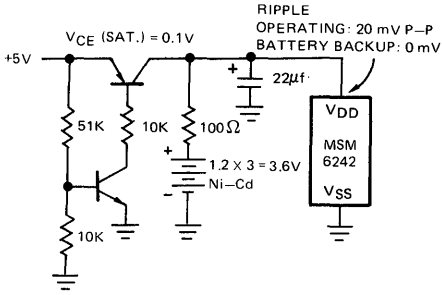 RIPPLE
OPERATING: 20 mV P-P
BATTERY BACKUP: 0 mV
VCE (SAT.) = 0.1V
+5V
+
22µf
51K
10K
100Ω
VDD
MSM
6242
VSS
+
1.2 X 3 = 3.6V
Ni-Cd
-
10K